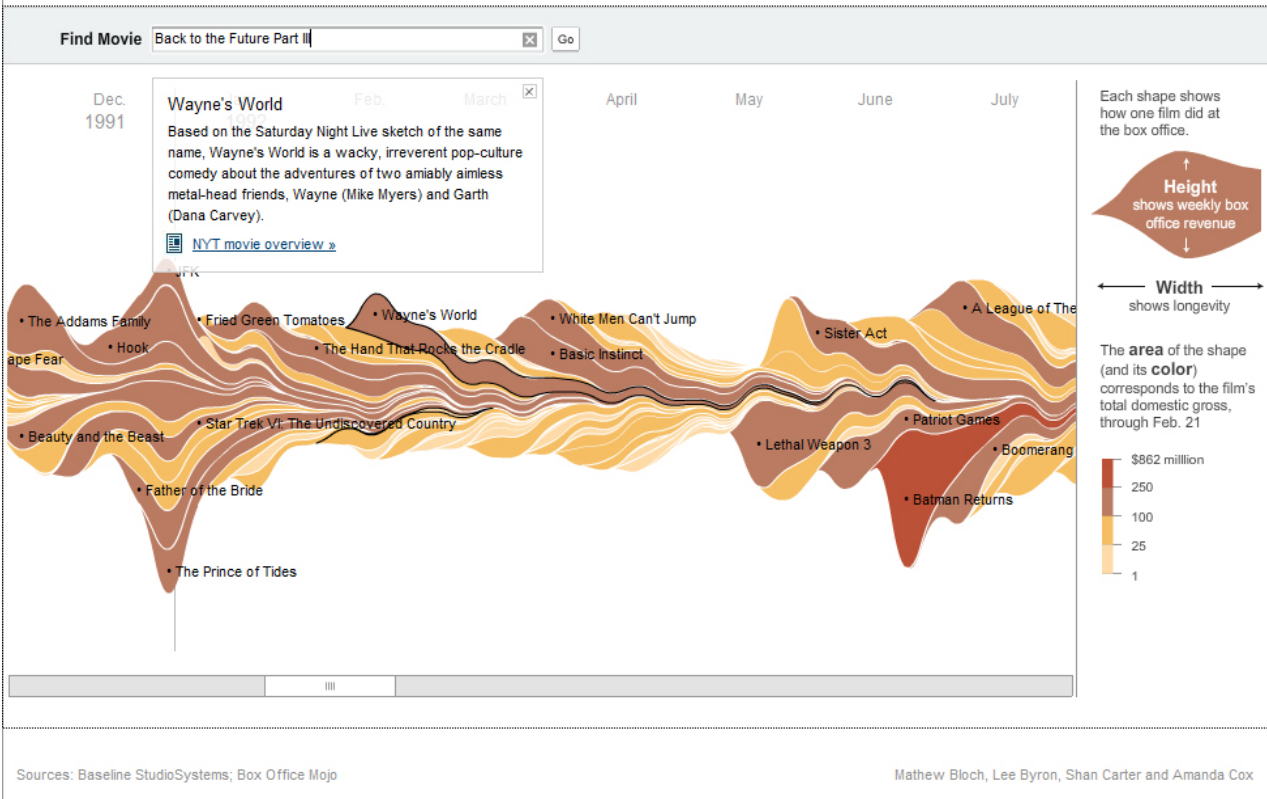 Find Movie
Back to the Future Part III
Go
Dec.
1991
Feb.
March
April
May
June
July
1992
Wayne's World
Based on the Saturday Night Live sketch of the same
name, Wayne's World is a wacky, irreverent pop-culture
comedy about the adventures of two amiably aimless
metal-head friends, Wayne (Mike Myers) and Garth
(Dana Carvey).
NYT movie overview »
JFK
• The Addams Family
• Hook
ape Fear
• Fried Green Tomatoes
• Wayne's World
• The Hand That Rocks the Cradle
• White Men Can't Jump
• Basic Instinct
• Sister Act
• A League of The
• Beauty and the Beast
• Star Trek VI: The Undiscovered Country
• Father of the Bride
• The Prince of Tides
• Lethal Weapon 3
• Patriot Games
• Boomerang
• Batman Returns
Each shape shows
how one film did at
the box office.
Height
shows weekly box
office revenue
Width
shows longevity
The area of the shape
(and its color)
corresponds to the film's
total domestic gross,
through Feb. 21
$862 milllion
250
100
25
1
Sources: Baseline StudioSystems; Box Office Mojo
Mathew Bloch, Lee Byron, Shan Carter and Amanda Cox